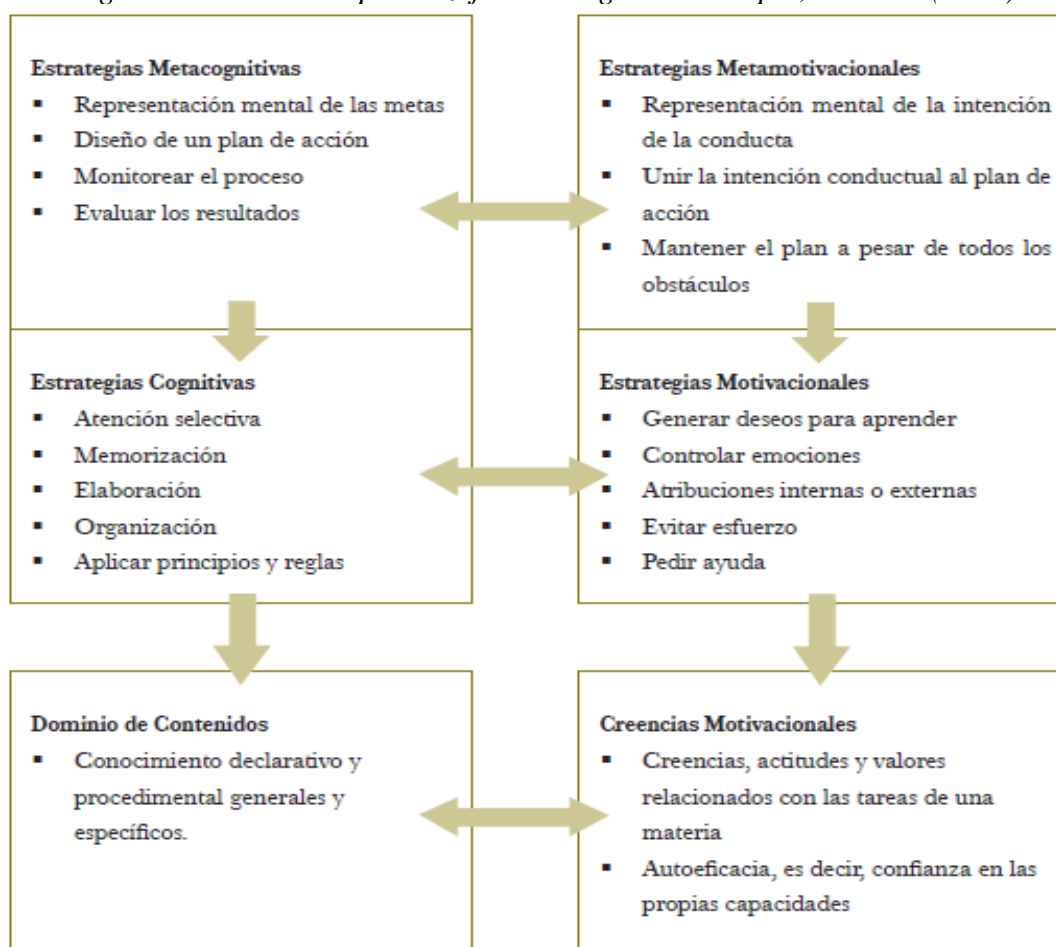 Estrategias Metacognitivas
▪ Representación mental de las metas
▪ Diseño de un plan de acción
▪ Monitorear el proceso
▪ Evaluar los resultados
Estrategias Metamotivacionales
▪ Representación mental de la intención
de la conducta
▪ Unir la intención conductual al plan de
acción
▪ Mantener el plan a pesar de todos los
obstáculos
Estrategias Cognitivas
▪ Atención selectiva
▪ Memorización
▪ Elaboración
▪ Organización
▪ Aplicar principios y reglas
Estrategias Motivacionales
▪ Generar deseos para aprender
▪ Controlar emociones
▪ Atribuciones internas o externas
▪ Evitar esfuerzo
▪ Pedir ayuda
Dominio de Contenidos
▪ Conocimiento declarativo y
procedimental generales y
específicos.
Creencias Motivacionales
▪ Creencias, actitudes y valores
relacionados con las tareas de una
materia
▪ Autoeficacia, es decir, confianza en las
propias capacidades